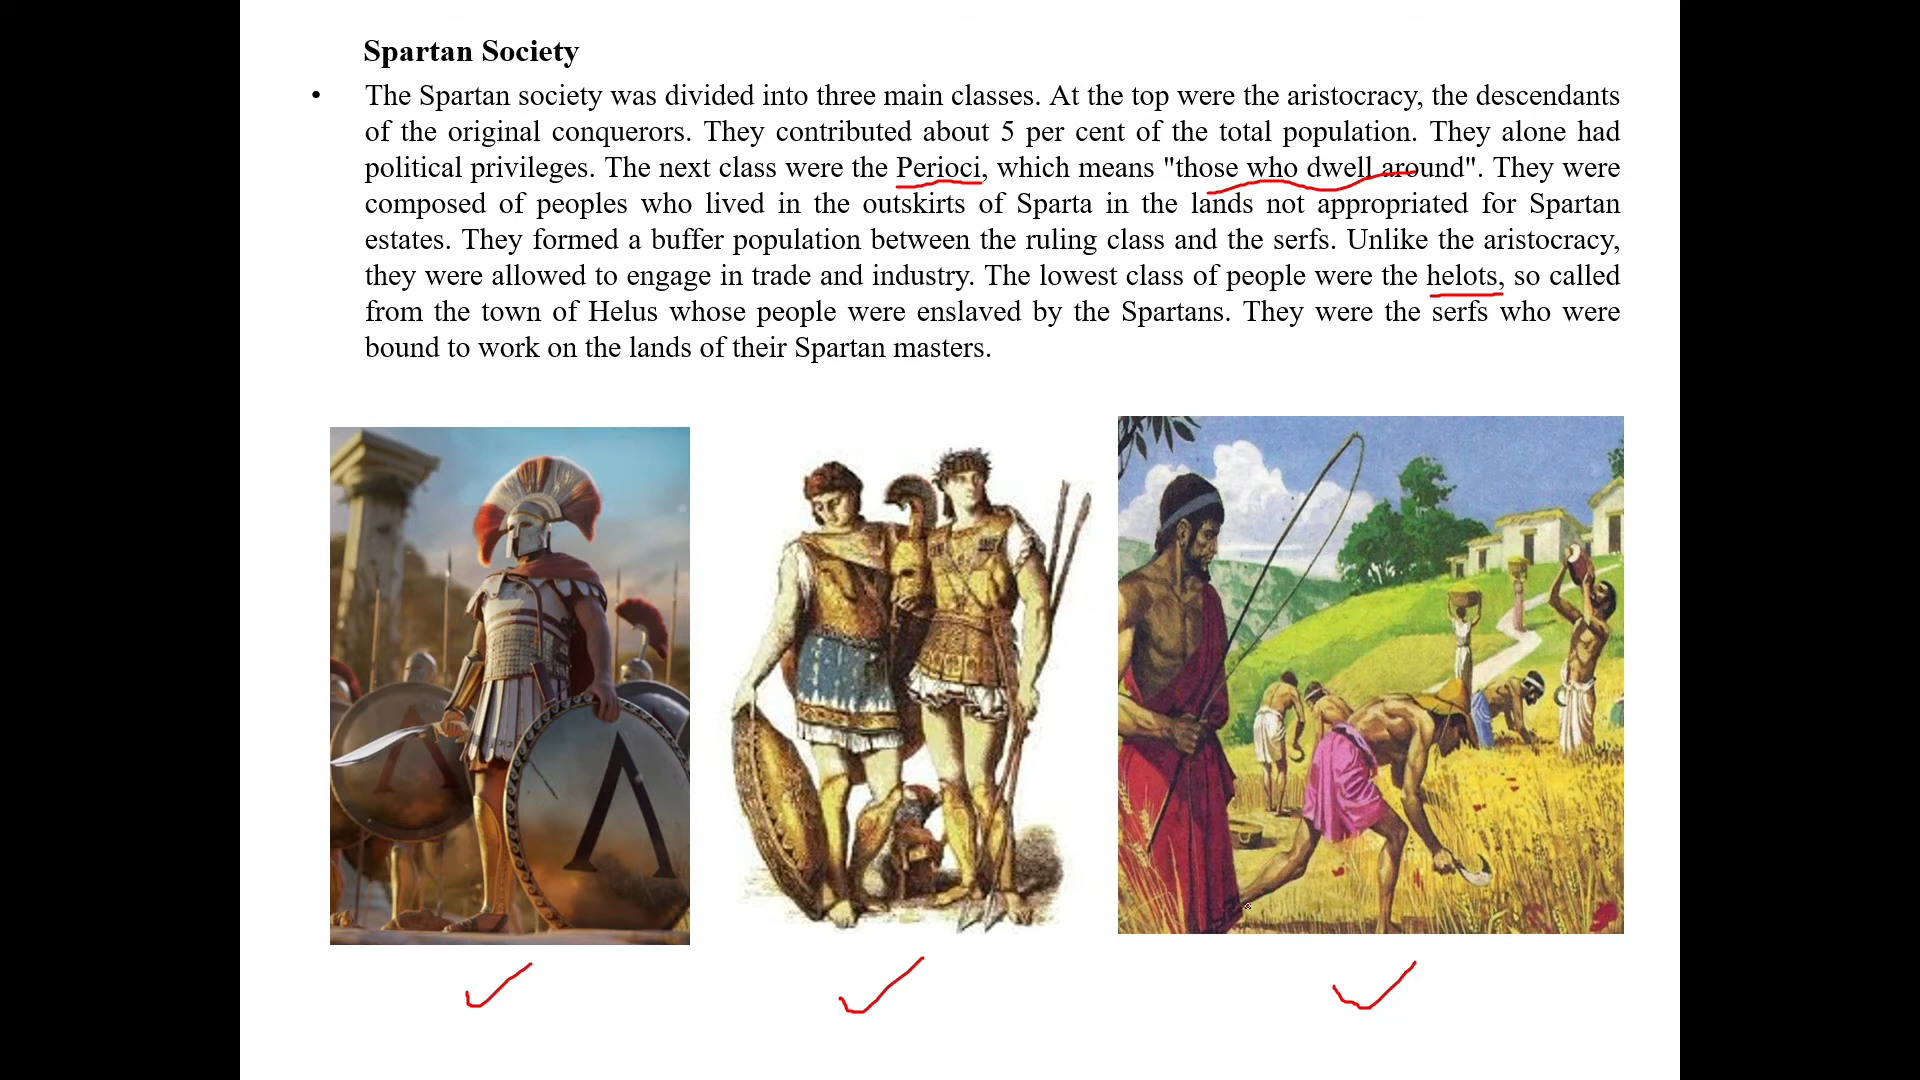 Spartan Society
• The Spartan society was divided into three main classes. At the top were the aristocracy, the descendants
of the original conquerors. They contributed about 5 per cent of the total population. They alone had
political privileges. The next class were the Perioci, which means "those who dwell around". They were
composed of peoples who lived in the outskirts of Sparta in the lands not appropriated for Spartan
estates. They formed a buffer population between the ruling class and the serfs. Unlike the aristocracy,
they were allowed to engage in trade and industry. The lowest class of people were the helots, so called
from the town of Helus whose people were enslaved by the Spartans. They were the serfs who were
bound to work on the lands of their Spartan masters.